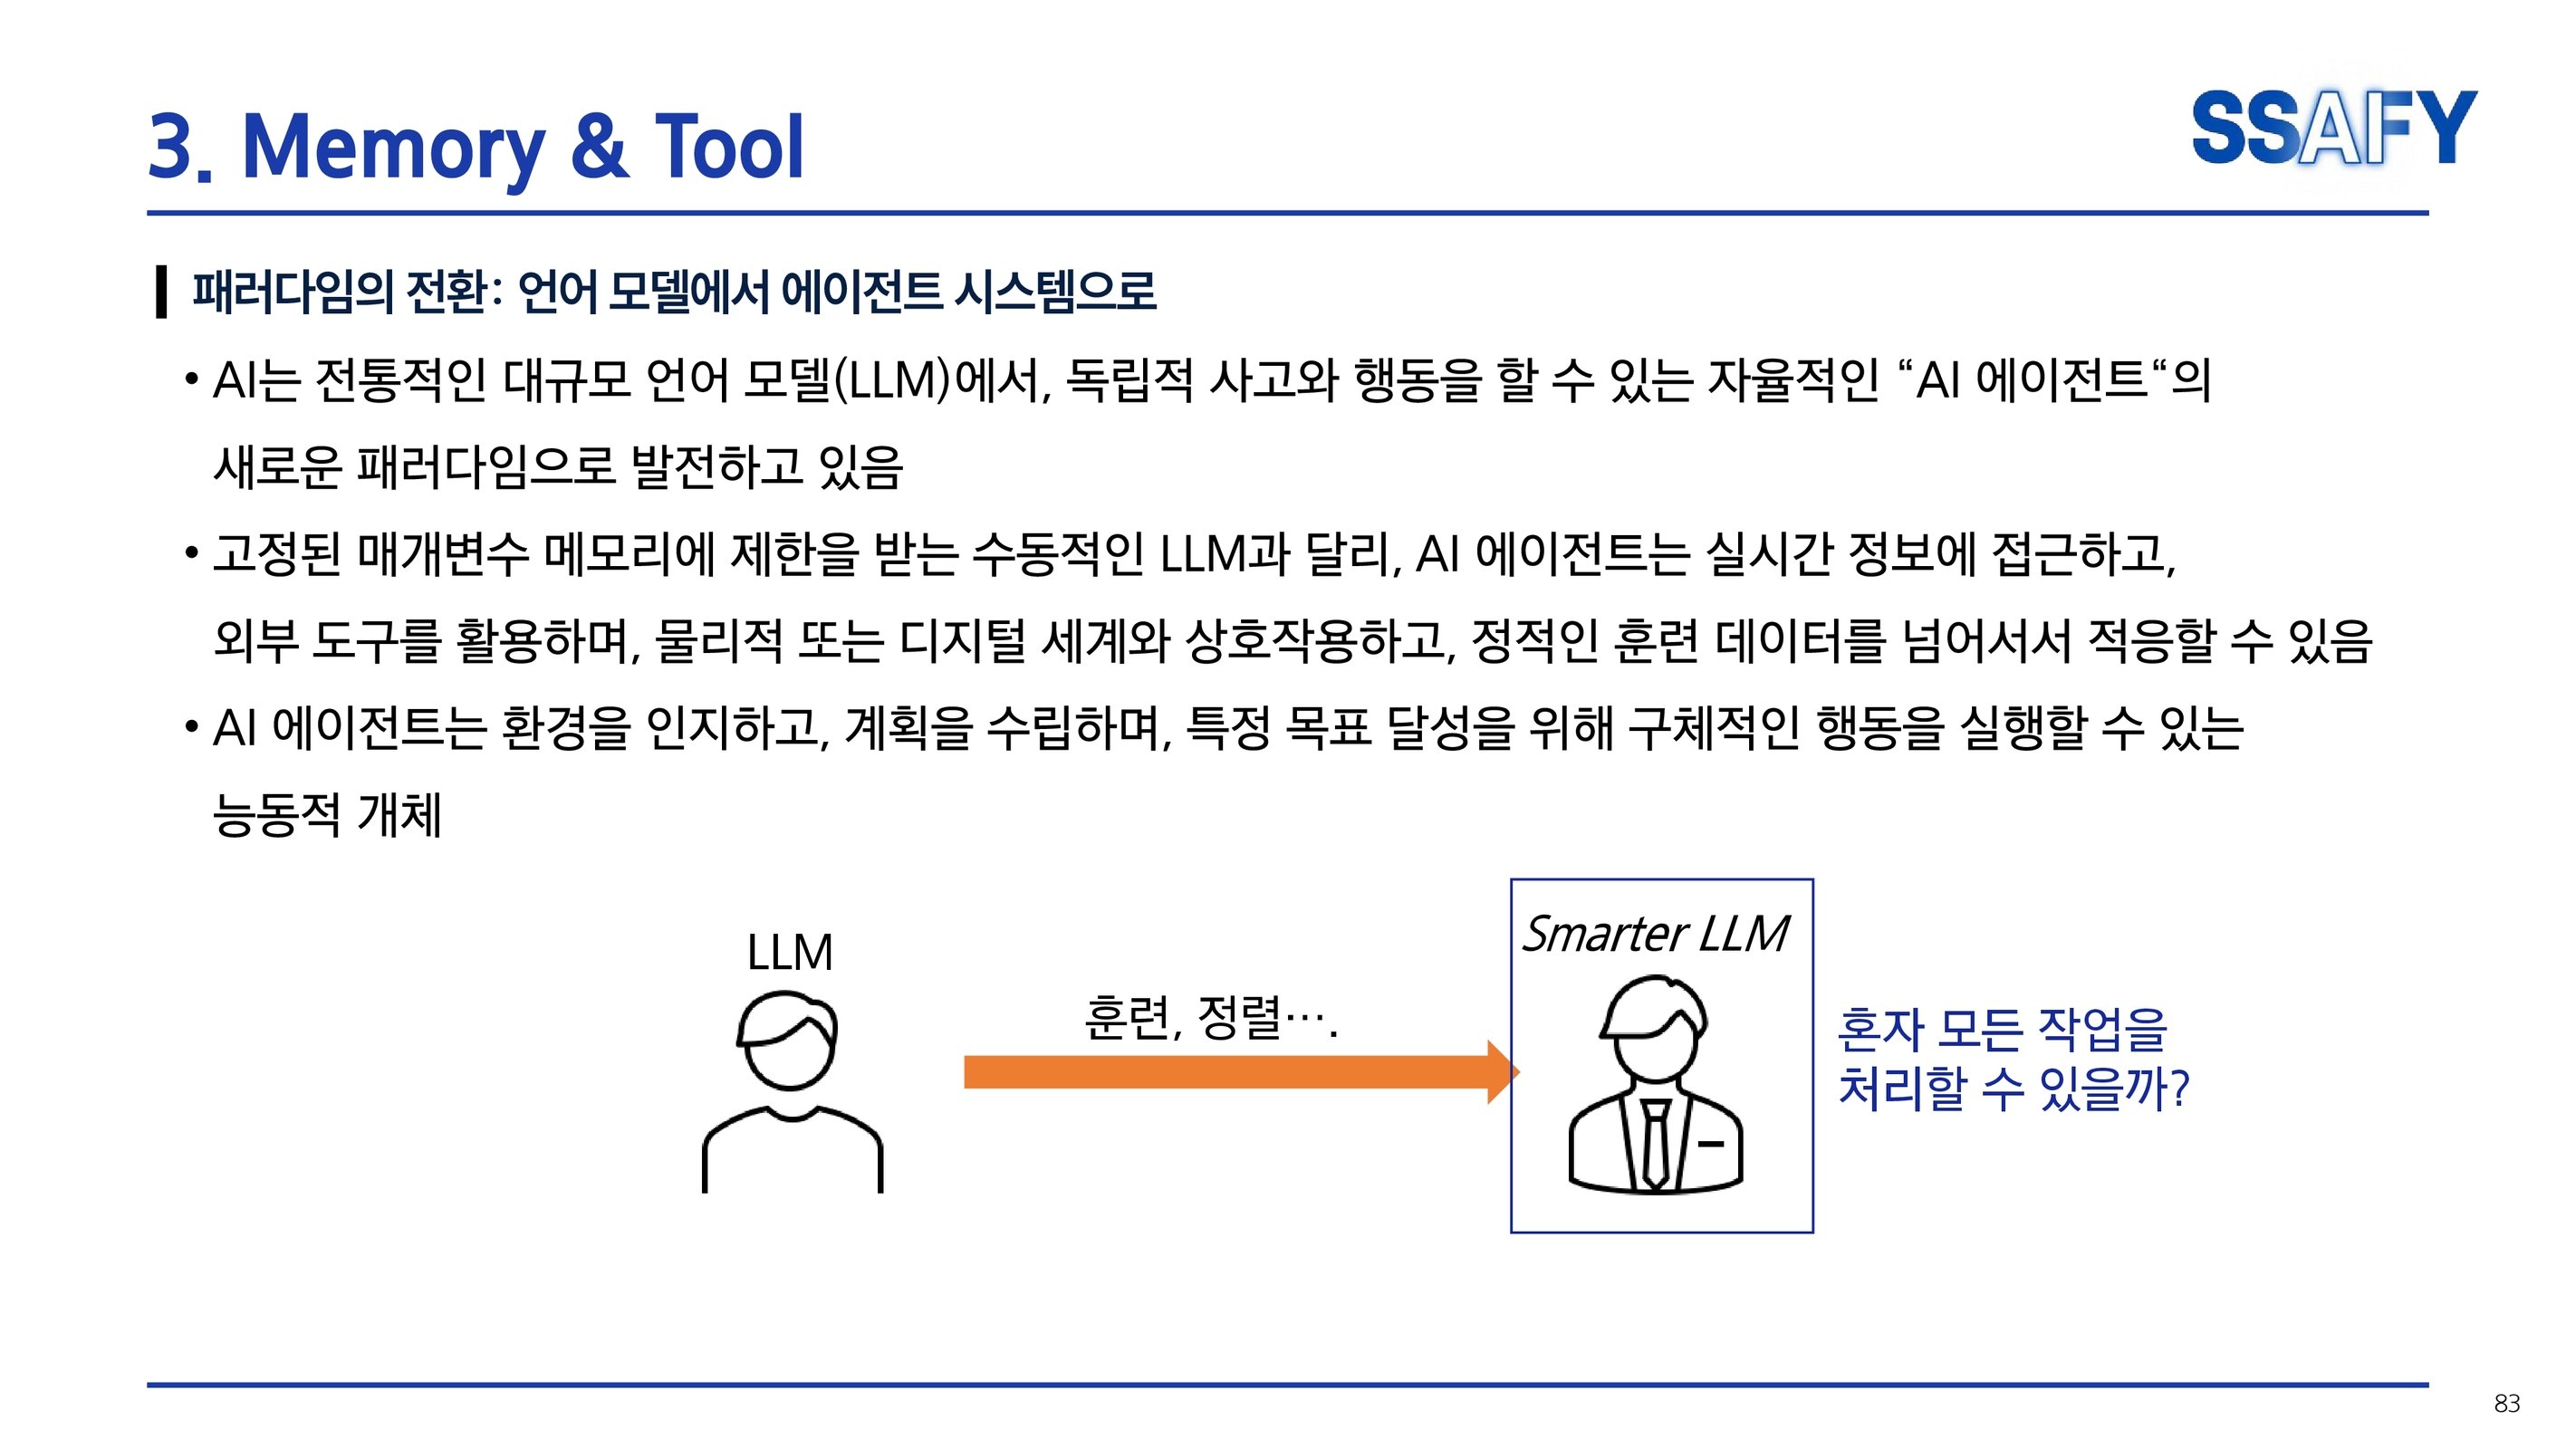 3. Memory & Tool
SSAFY
패러다임의 전환: 언어 모델에서 에이전트 시스템으로
• AI는 전통적인 대규모 언어 모델(LLM)에서, 독립적 사고와 행동을 할 수 있는 자율적인 “AI 에이전트“의
새로운 패러다임으로 발전하고 있음
• 고정된 매개변수 메모리에 제한을 받는 수동적인 LLM과 달리, AI 에이전트는 실시간 정보에 접근하고,
외부 도구를 활용하며, 물리적 또는 디지털 세계와 상호작용하고, 정적인 훈련 데이터를 넘어서서 적응할 수 있음
• AI 에이전트는 환경을 인지하고, 계획을 수립하며, 특정 목표 달성을 위해 구체적인 행동을 실행할 수 있는
능동적 개체
LLM
훈련, 정렬….
Smarter LLM
혼자 모든 작업을
처리할 수 있을까?
83